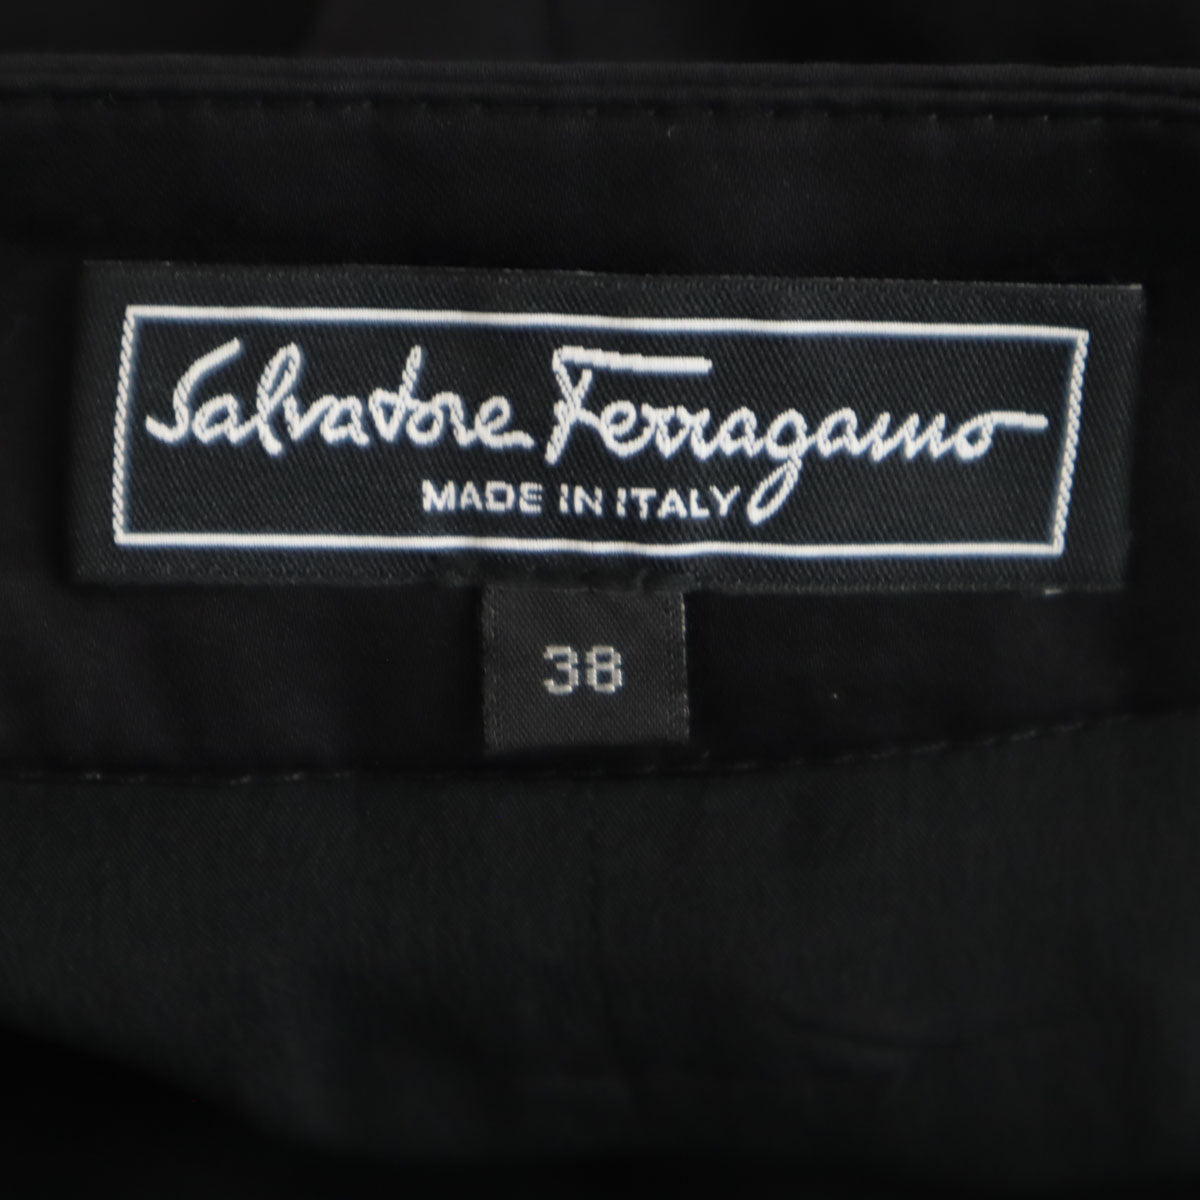 Salvatore Ferragamo
MADE IN ITALY
38